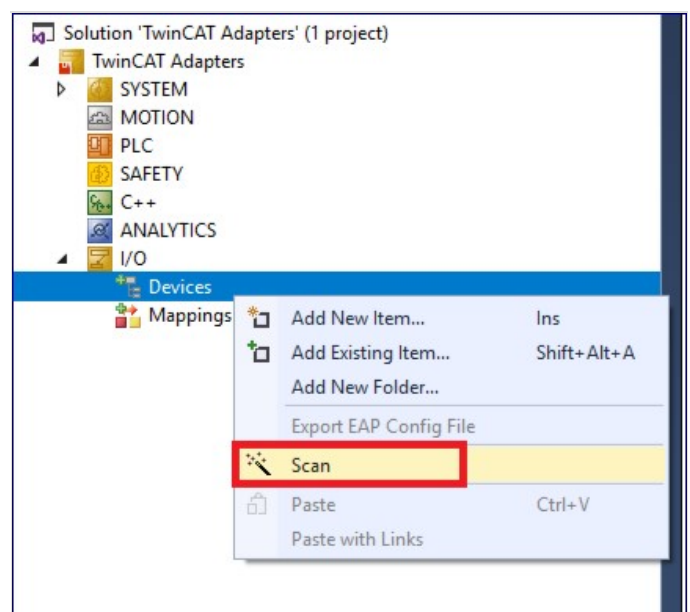 Solution 'TwinCAT Adapters' (1 project)
TwinCAT Adapters
SYSTEM
MOTION
PLC
SAFETY
C++
ANALYTICS
I/O
Devices
Mappings
Add New Item... Ins
Add Existing Item... Shift+Alt+A
Add New Folder...
Export EAP Config File
Scan
Paste Ctrl+V
Paste with Links